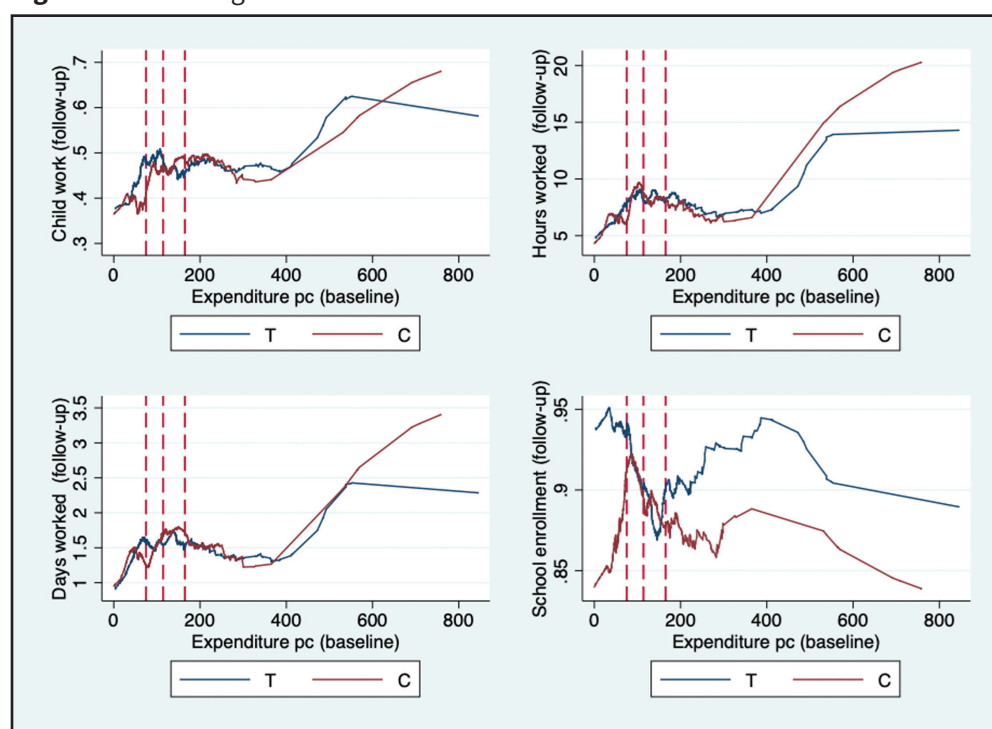 .7
.6
.5
.4
.3
Child work (follow-up)
0 200 400 600 800
Expenditure pc (baseline)
T C
20
15
10
5
Hours worked (follow-up)
0 200 400 600 800
Expenditure pc (baseline)
T C
3.5
3
2.5
2
1.5
1
Days worked (follow-up)
0 200 400 600 800
Expenditure pc (baseline)
T C
.95
.9
.85
School enrollment (follow-up)
0 200 400 600 800
Expenditure pc (baseline)
T C